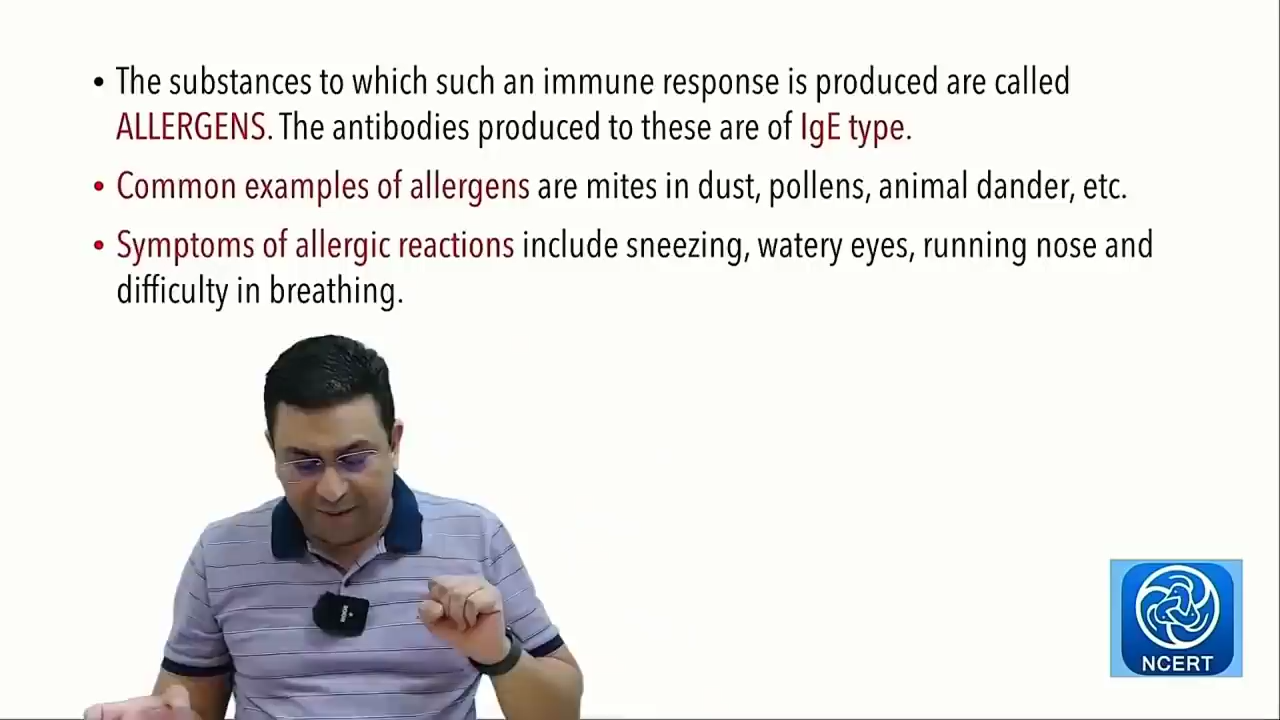 • The substances to which such an immune response is produced are called
ALLERGENS. The antibodies produced to these are of IgE type.
• Common examples of allergens are mites in dust, pollens, animal dander, etc.
• Symptoms of allergic reactions include sneezing, watery eyes, running nose and
difficulty in breathing.
NCERT